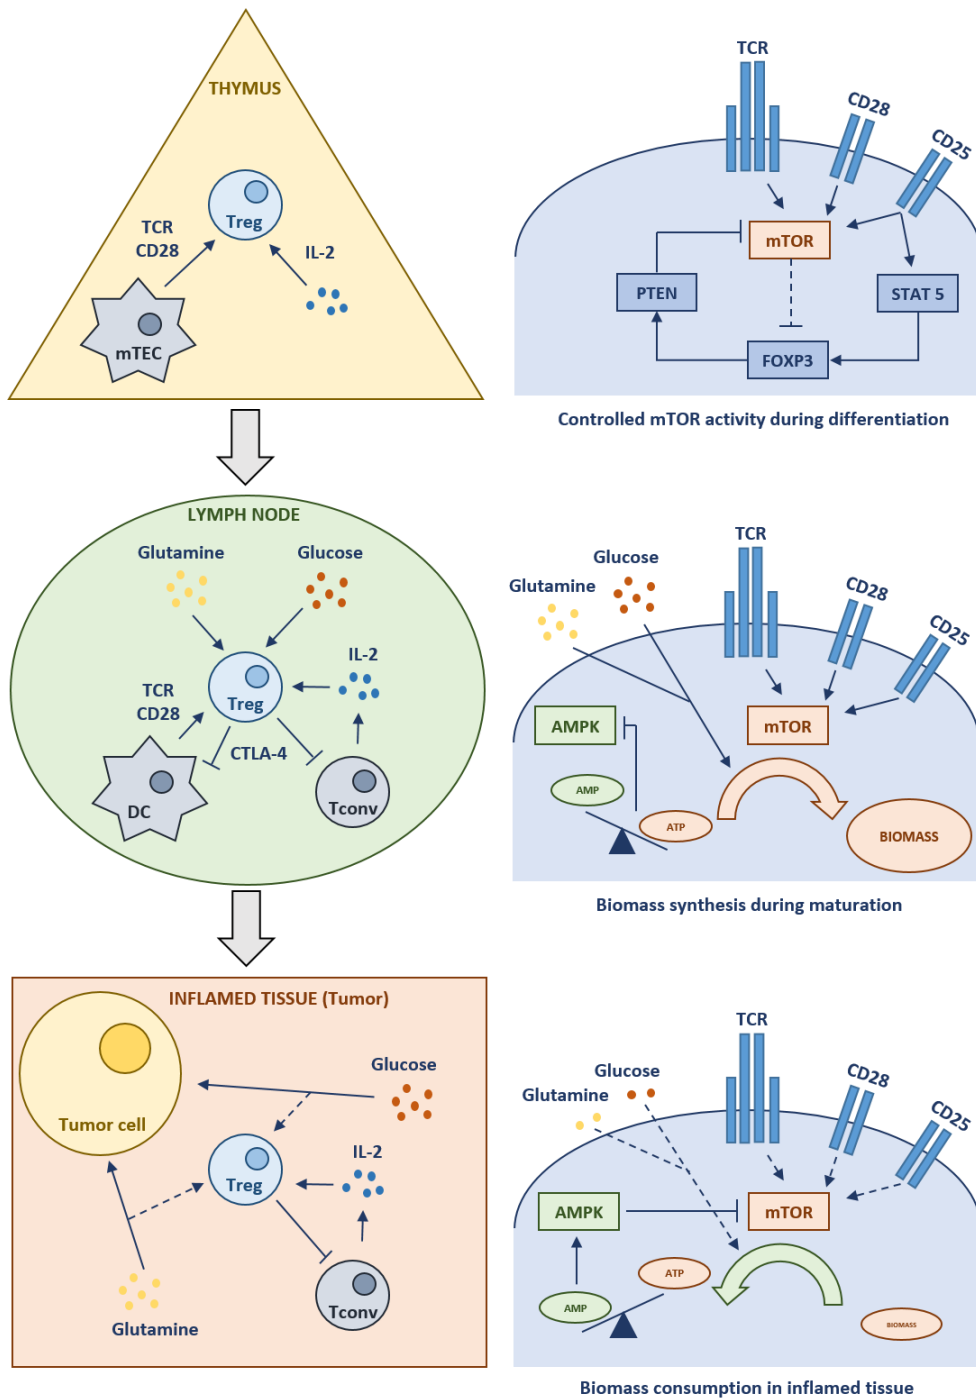 THYMUS
Treg
TCR
CD28
IL-2
mTEC
TCR
CD28
CD25
mTOR
PTEN
STAT 5
FOXP3
Controlled mTOR activity during differentiation
LYMPH NODE
Glutamine
Glucose
IL-2
TCR
CD28
Treg
CTLA-4
DC
Tconv
TCR
Glucose
Glutamine
CD28
CD25
AMPK
mTOR
AMP
ATP
BIOMASS
Biomass synthesis during maturation
INFLAMED TISSUE (Tumor)
Glucose
Tumor cell
IL-2
Treg
Tconv
Glutamine
TCR
Glucose
Glutamine
CD28
CD25
AMPK
mTOR
ATP
AMP
BIOMASS
Biomass consumption in inflamed tissue